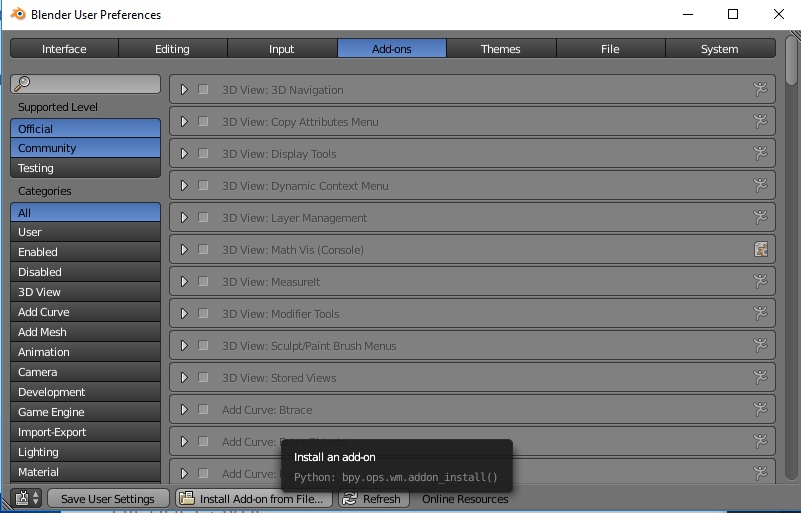 Blender User Preferences
Interface
Editing
Input
Add-ons
Themes
File
System
Supported Level
Official
Community
Testing
Categories
All
User
Enabled
Disabled
3D View
Add Curve
Add Mesh
Animation
Camera
Development
Game Engine
Import-Export
Lighting
Material
3D View: 3D Navigation
3D View: Copy Attributes Menu
3D View: Display Tools
3D View: Dynamic Context Menu
3D View: Layer Management
3D View: Math Vis (Console)
3D View: MeasureIt
3D View: Modifier Tools
3D View: Sculpt/Paint Brush Menus
3D View: Stored Views
Add Curve: Btrace
Add Curve:
Add Curve:
Install an add-on
Python: bpy.ops.wm.addon_install()
Save User Settings
Install Add-on from File...
Refresh
Online Resources